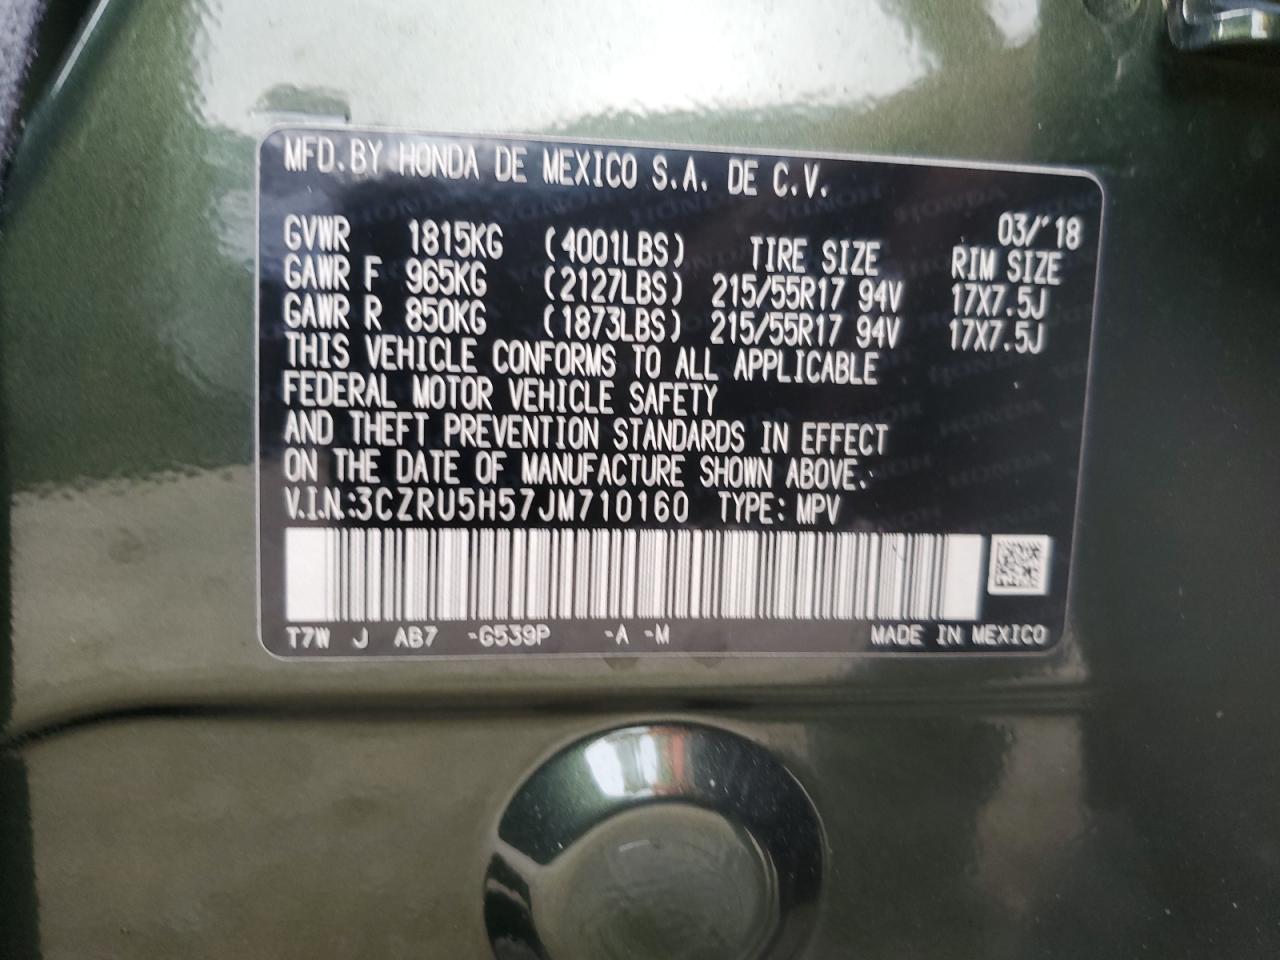 MFD.BY HONDA DE MEXICO S.A. DE C.V.
03/'18
GVWR 1815KG (4001LBS) TIRE SIZE RIM SIZE
GAWR F 965KG (2127LBS) 215/55R17 94V 17X7.5J
GAWR R 850KG (1873LBS) 215/55R17 94V 17X7.5J
THIS VEHICLE CONFORMS TO ALL APPLICABLE
FEDERAL MOTOR VEHICLE SAFETY
AND THEFT PREVENTION STANDARDS IN EFFECT
ON THE DATE OF MANUFACTURE SHOWN ABOVE.
V.I.N.:3CZRU5H57JM710160 TYPE: MPV
T7W J AB7 -G539P -A -M MADE IN MEXICO